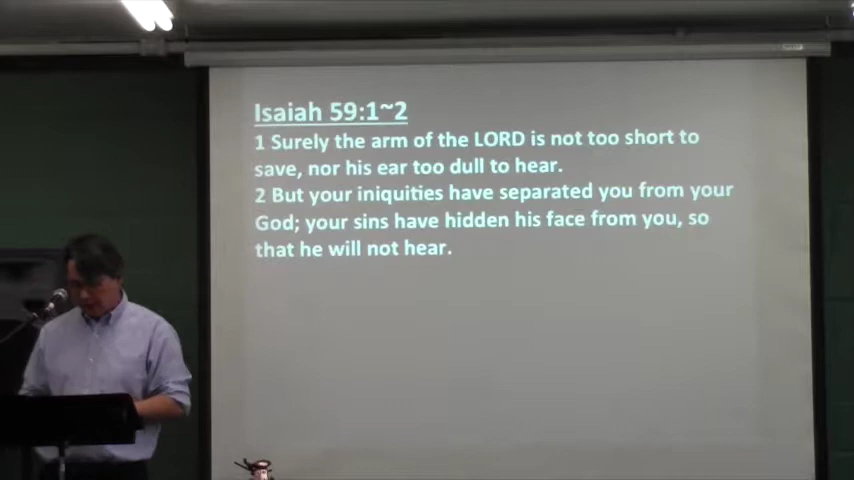 Isaiah 59:1~2
1 Surely the arm of the LORD is not too short to
save, nor his ear too dull to hear.
2 But your iniquities have separated you from your
God; your sins have hidden his face from you, so
that he will not hear.